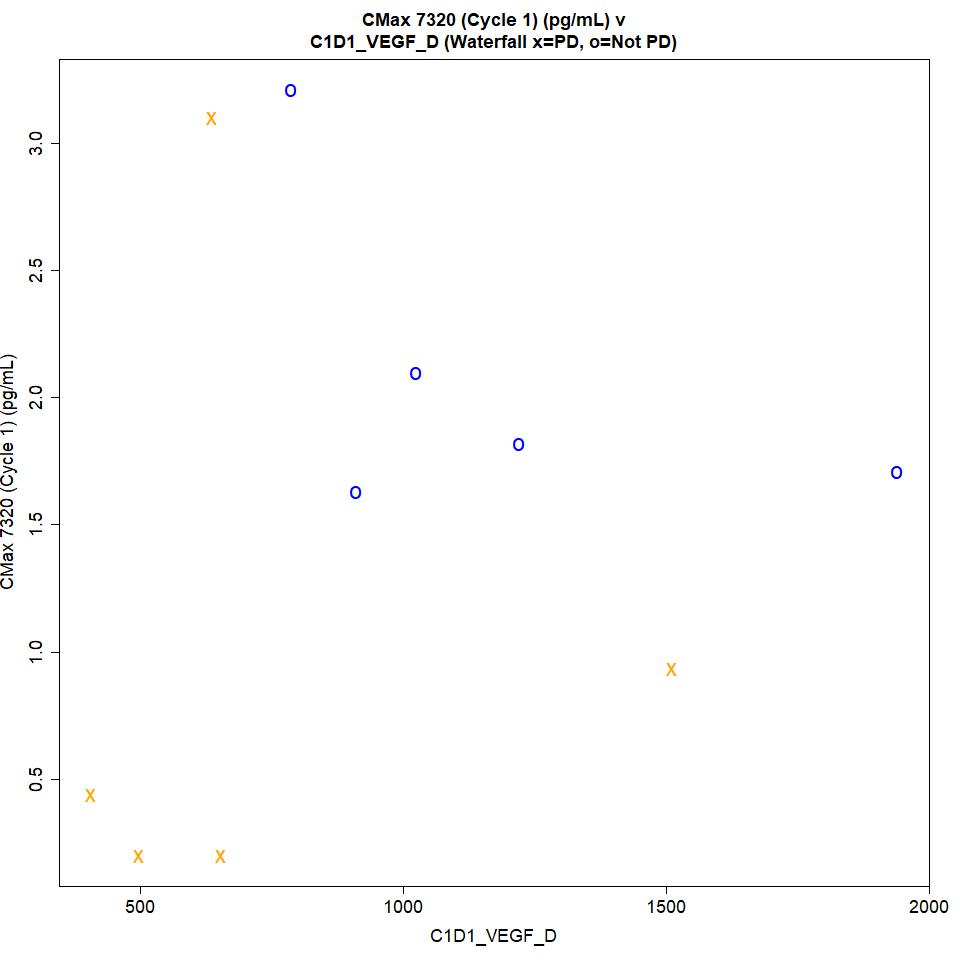 CMax 7320 (Cycle 1) (pg/mL) v
C1D1_VEGF_D (Waterfall x=PD, o=Not PD)
CMax 7320 (Cycle 1) (pg/mL)
3.0
2.5
2.0
1.5
1.0
0.5
O
X
O
O
O
O
X
X
X
X
500
1000
1500
2000
C1D1_VEGF_D